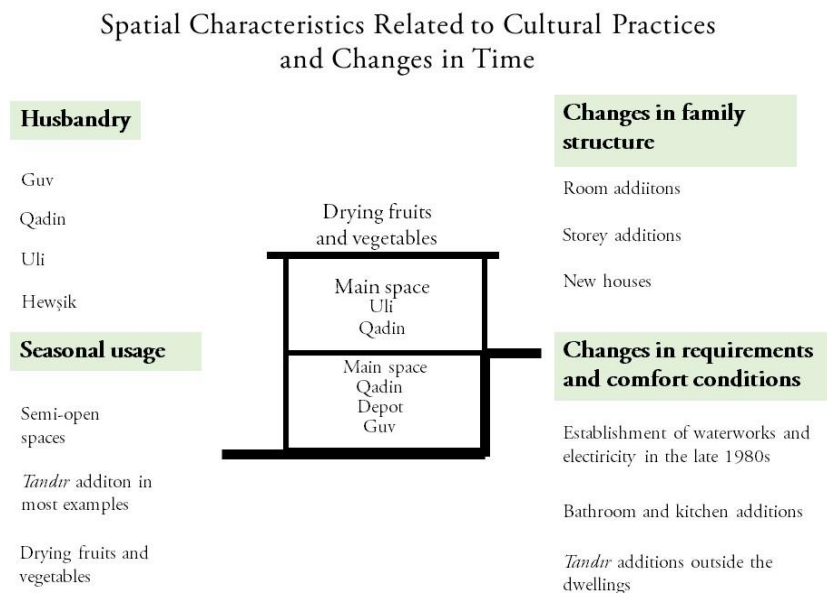 Spatial Characteristics Related to Cultural Practices
and Changes in Time
Husbandry
Guv
Qadin
Uli
Hewşik
Seasonal usage
Semi-open
spaces
Tandır additon in
most examples
Drying fruits and
vegetables
Drying fruits
and vegetables
Main space
Uli
Qadin
Main space
Qadin
Depot
Guv
Changes in family
structure
Room addiitons
Storey additions
New houses
Changes in requirements
and comfort conditions
Establishment of waterworks and
electiricity in the late 1980s
Bathroom and kitchen additions
Tandır additions outside the
dwellings